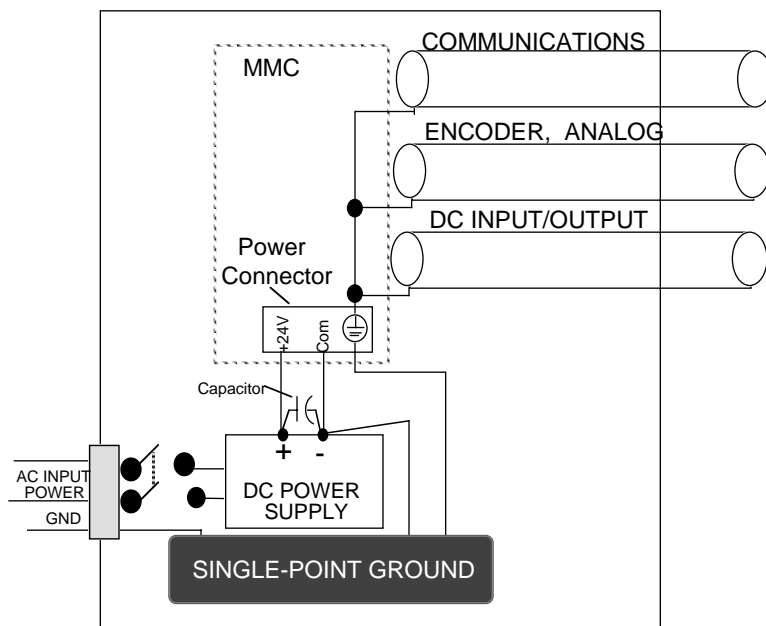 COMMUNICATIONS
MMC
ENCODER, ANALOG
DC INPUT/OUTPUT
Power
Connector
+24V
Com
Capacitor
+ -
AC INPUT
POWER
DC POWER
SUPPLY
GND
SINGLE-POINT GROUND